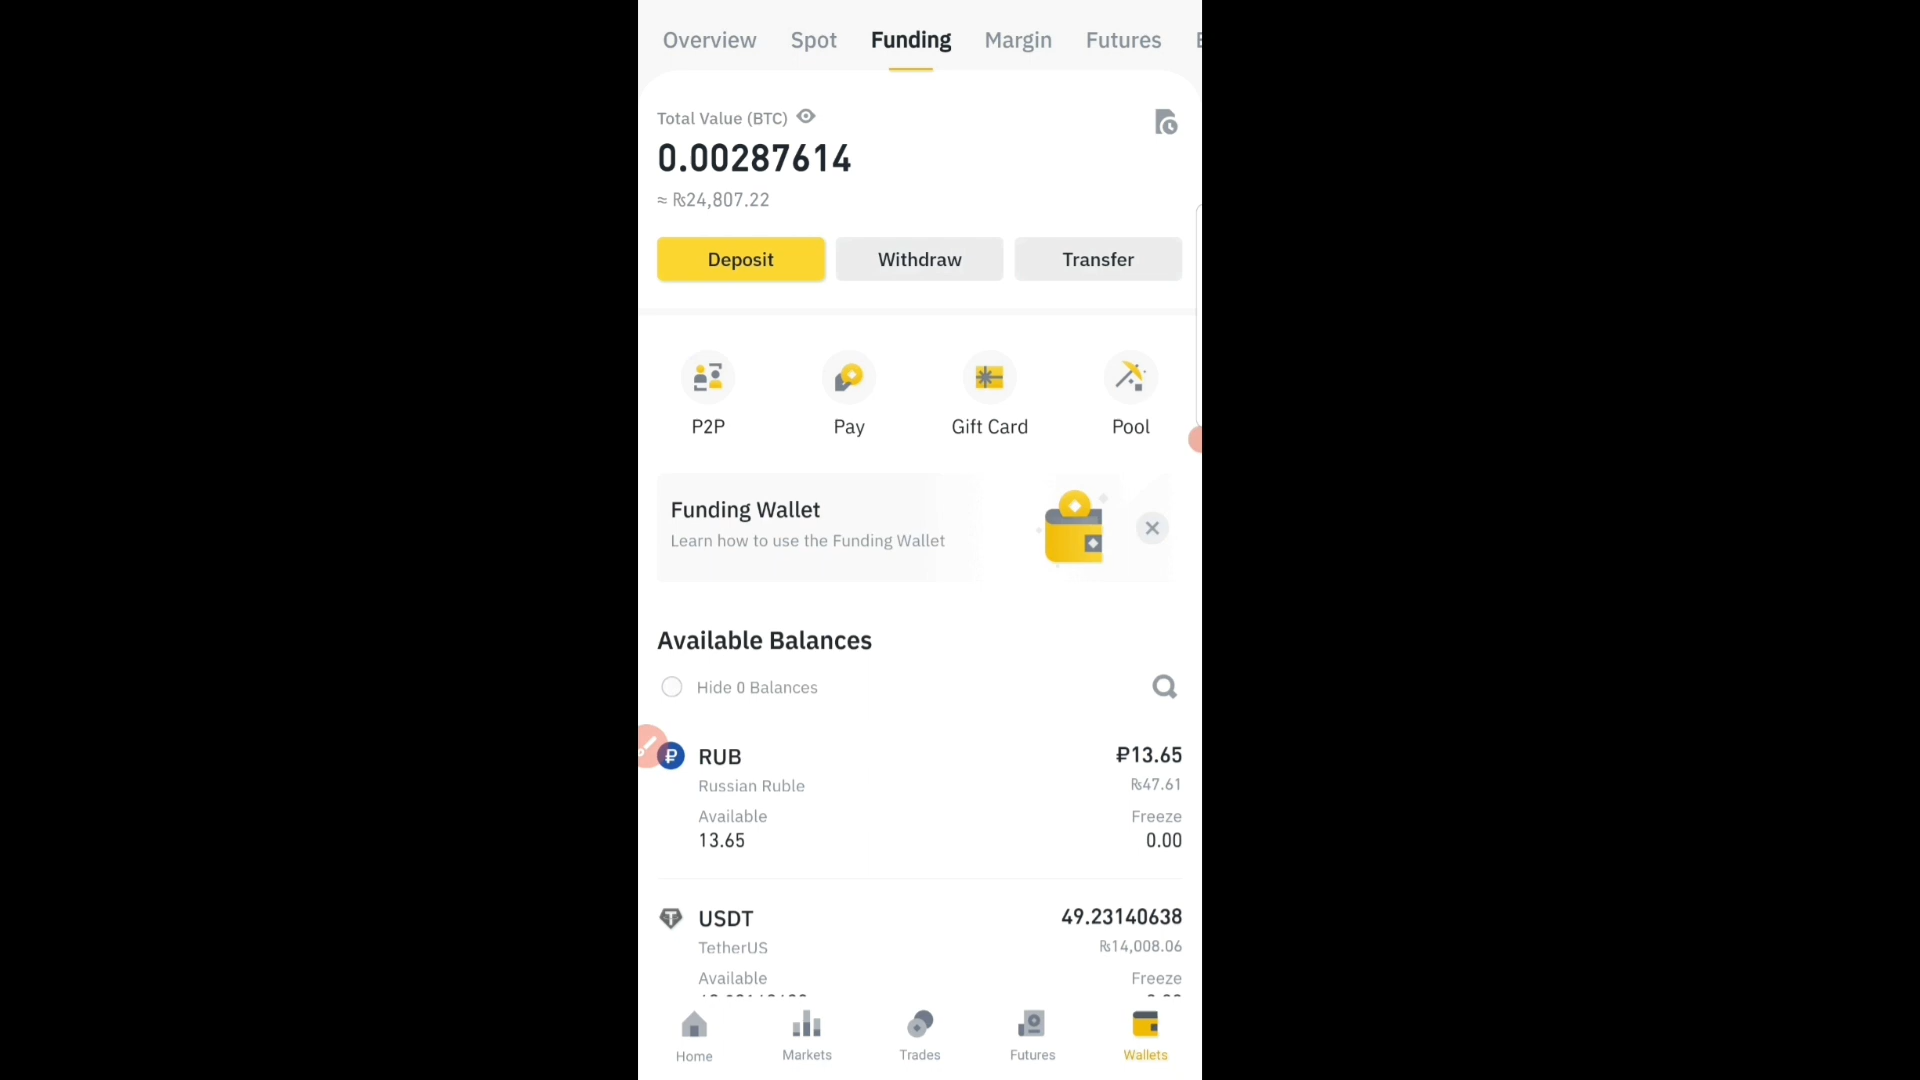 Overview Spot Funding Margin Futures
Total Value (BTC)
0.00287614
≈ ₨24,807.22
Deposit Withdraw Transfer
P2P Pay Gift Card Pool
Funding Wallet
Learn how to use the Funding Wallet
Available Balances
Hide 0 Balances
RUB ₽13.65
Russian Ruble ₨47.61
Available Freeze
13.65 0.00
USDT 49.23140638
TetherUS ₨14,008.06
Available Freeze
Home Markets Trades Futures Wallets